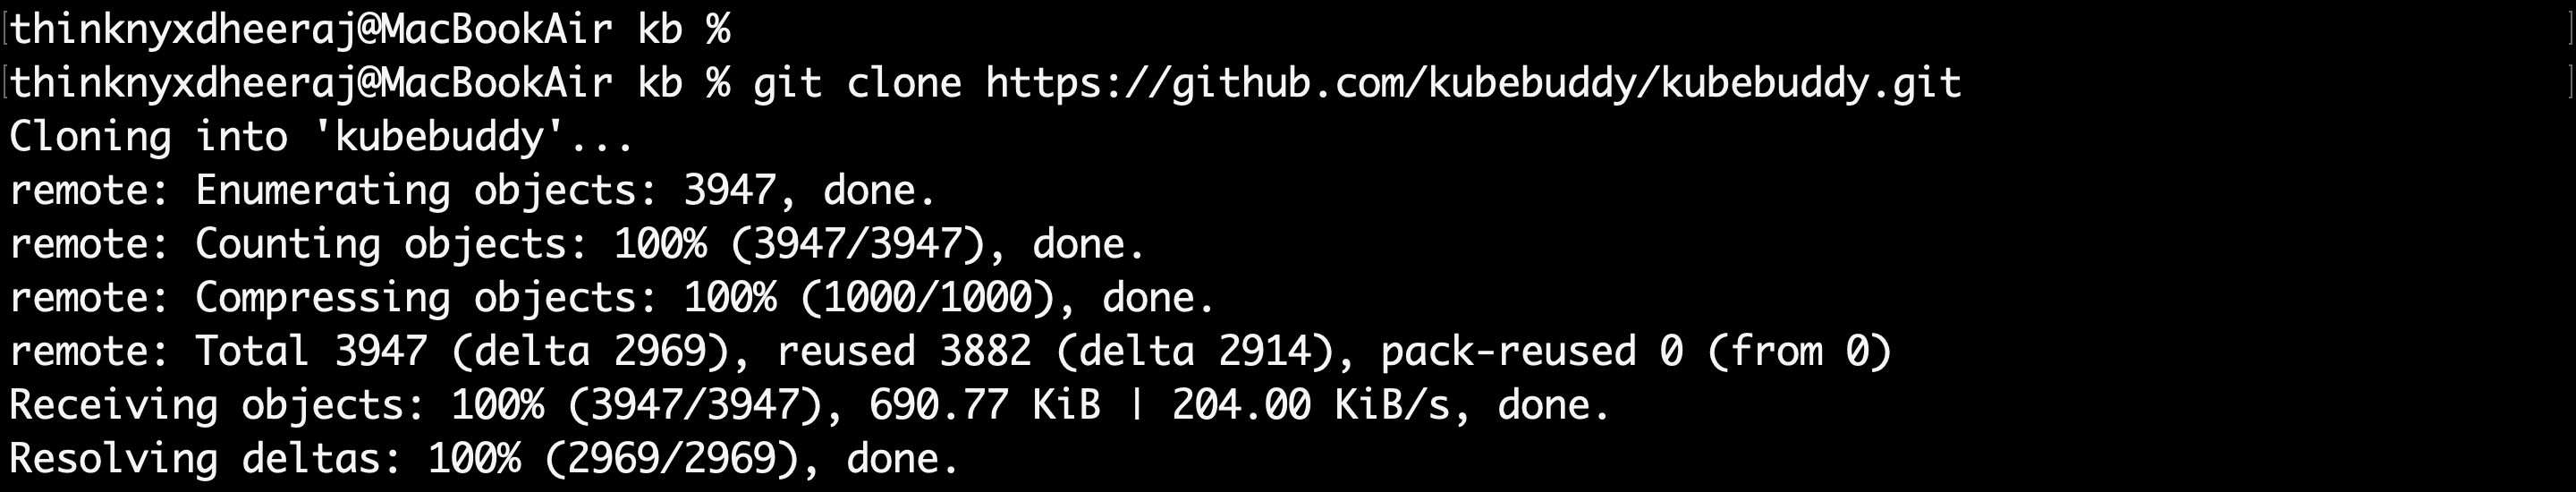 [thinknyxdheeraj@MacBookAir kb % ]
[thinknyxdheeraj@MacBookAir kb % git clone https://github.com/kubebuddy/kubebuddy.git ]
Cloning into 'kubebuddy'...
remote: Enumerating objects: 3947, done.
remote: Counting objects: 100% (3947/3947), done.
remote: Compressing objects: 100% (1000/1000), done.
remote: Total 3947 (delta 2969), reused 3882 (delta 2914), pack-reused 0 (from 0)
Receiving objects: 100% (3947/3947), 690.77 KiB | 204.00 KiB/s, done.
Resolving deltas: 100% (2969/2969), done.